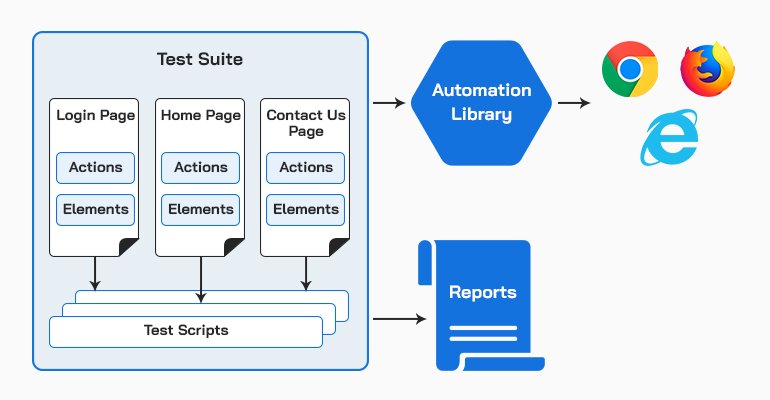 Test Suite
Login Page
Actions
Elements
Home Page
Actions
Elements
Contact Us
Page
Actions
Elements
Test Scripts
Automation
Library
Reports